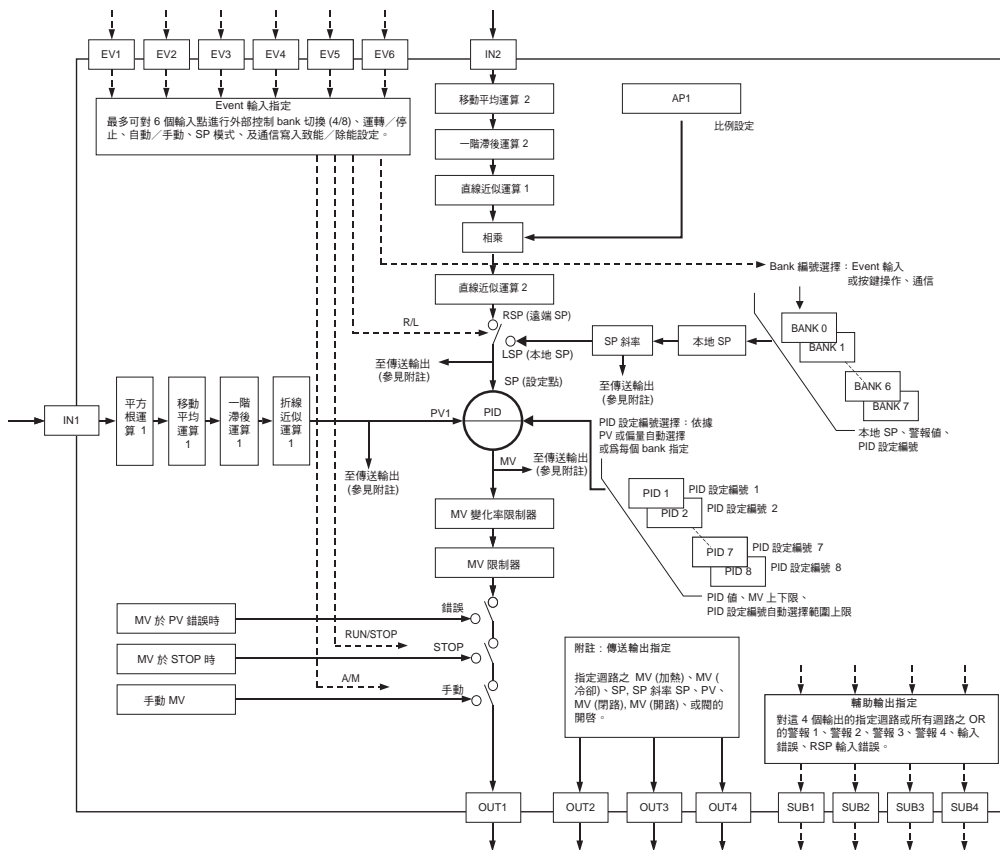 EV1 EV2 EV3 EV4 EV5 EV6 IN2
Event 輸入指定
最多可對 6 個輸入點進行外部控制 bank 切換 (4/8)、運轉／停
止、自動／手動、SP 模式、及通信寫入致能／除能設定。
移動平均運算 2
一階滯後運算 2
直線近似運算 1
相乘
直線近似運算 2
AP1
比例設定
Bank 編號選擇：Event 輸入
或按鍵操作、通信
R/L
RSP (遠端 SP)
LSP (本地 SP)
SP 斜率
本地 SP
BANK 0
BANK 1
BANK 6
BANK 7
至傳送輸出
(參見附註)
SP (設定點)
至傳送輸出
(參見附註)
本地 SP、警報值、
PID 設定編號
IN1
平方
根運
算 1
移動
平均
運算
1
一階
滯後
運算
1
折線
近似
運算
1
PV1
PID
至傳送輸出
(參見附註)
MV
至傳送輸出
(參見附註)
PID 設定編號選擇：依據
PV 或偏量自動選擇
或為每個 bank 指定
PID 1
PID 設定編號 1
PID 2
PID 設定編號 2
PID 7
PID 設定編號 7
PID 8
PID 設定編號 8
PID 值、MV 上下限、
PID 設定編號自動選擇範圍上限
MV 變化率限制器
MV 限制器
MV 於 PV 錯誤時
錯誤
RUN/STOP
MV 於 STOP 時
STOP
A/M
手動 MV
手動
附註：傳送輸出指定
指定週路之 MV (加熱)、MV (
冷卻)、SP, SP 斜率 SP、PV、
MV (閉路), MV (開路)、或閥的
開啓。
輔助輸出指定
對這 4 個輸出的指定週路或所有週路之 OR
的警報 1、警報 2、警報 3、警報 4、輸入
錯誤、RSP 輸入錯誤。
OUT1 OUT2 OUT3 OUT4 SUB1 SUB2 SUB3 SUB4